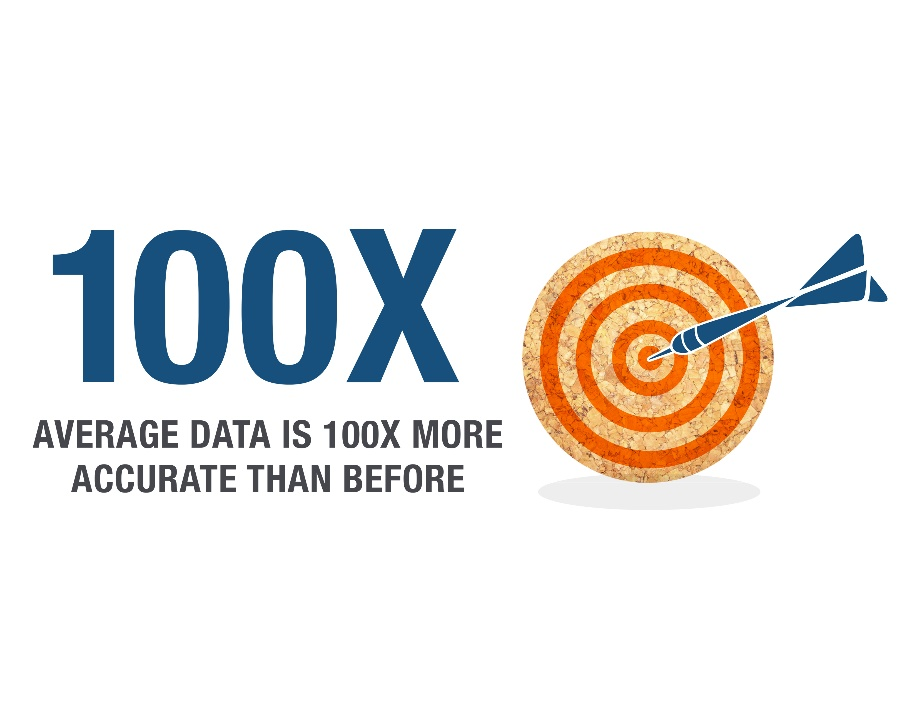 100X
AVERAGE DATA IS 100X MORE
ACCURATE THAN BEFORE